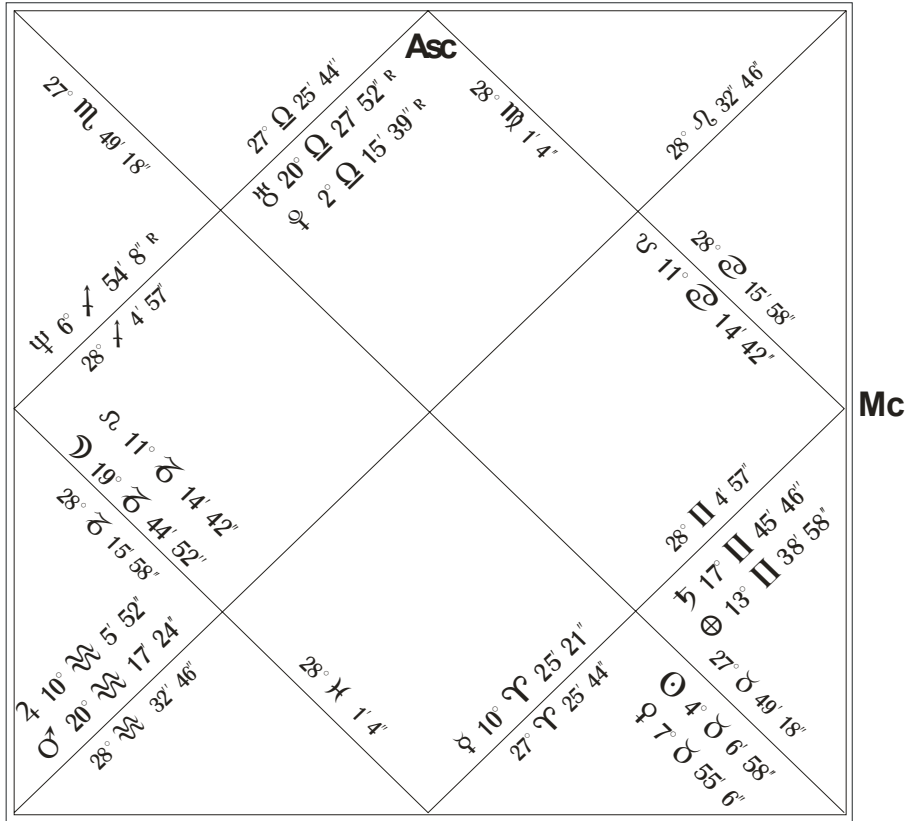 Asc
27° ♏ 49' 18"
27° ♎ 25' 44"
♅ 20° ♎ 27' 52" R
♀ 2° ♎ 15' 39" R
28° ♍ 1' 4"
28° ♌ 32' 46"
♆ 6° ♐ 54' 8" R
28° ♐ 4' 57"
☋ 11° ♋ 14' 42"
28° ♋ 15' 58"
Mc
☊ 11° ♑ 14' 42"
☽ 19° ♑ 44' 52"
28° ♑ 15' 58"
28° ♊ 4' 57"
♄ 17° ♊ 45' 46"
⊗ 13° ♊ 38' 58"
♃ 10° ♒ 5' 52"
♂ 20° ♒ 17' 24"
28° ♒ 32' 46"
28° ♓ 1' 4"
☿ 10° ♈ 25' 21"
27° ♈ 25' 44"
27° ♉ 49' 18"
☉ 4° ♉ 6' 58"
♀ 7° ♉ 55' 6"